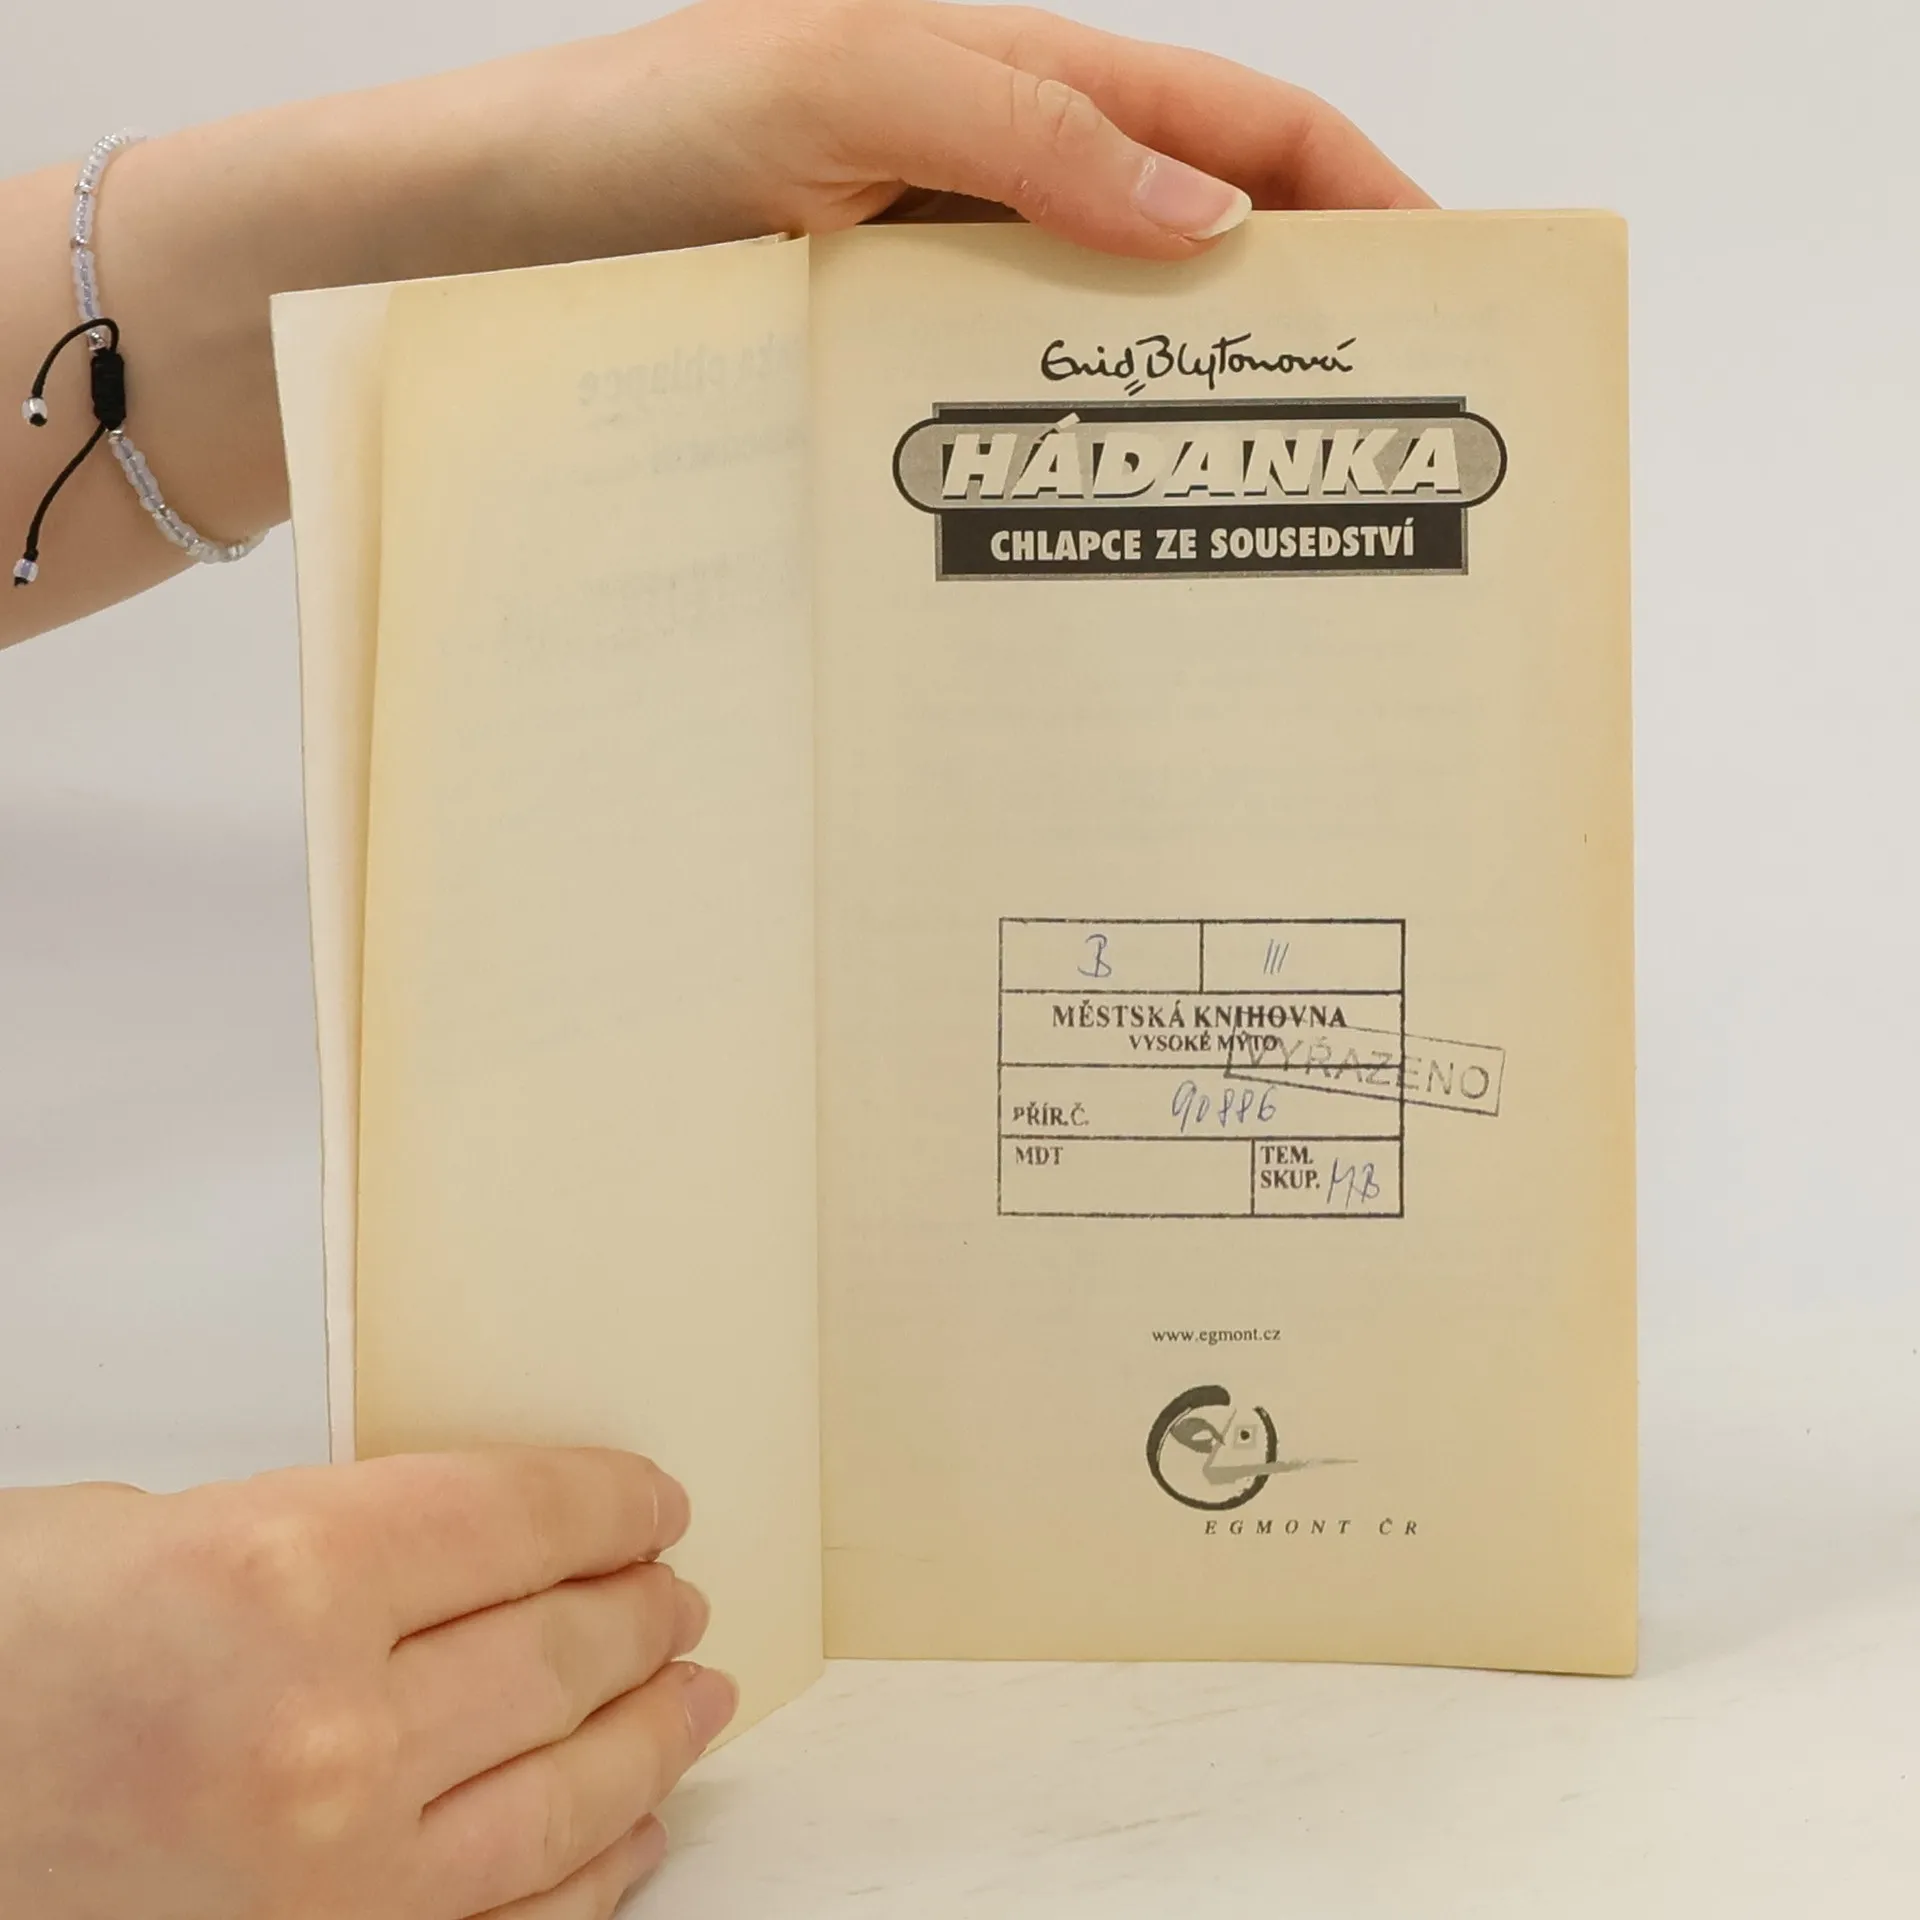 Enid Blytonová
HÁDANKA
CHLAPCE ZE SOUSEDSTVÍ
B III
MĚSTSKÁ KNIHOVNA
VYSOKÉ MÝTO
VYŘAZENO
PŘÍR.Č. 90886
MDT
TEM.
SKUP. MB
www.egmont.cz
EGMONT ČR